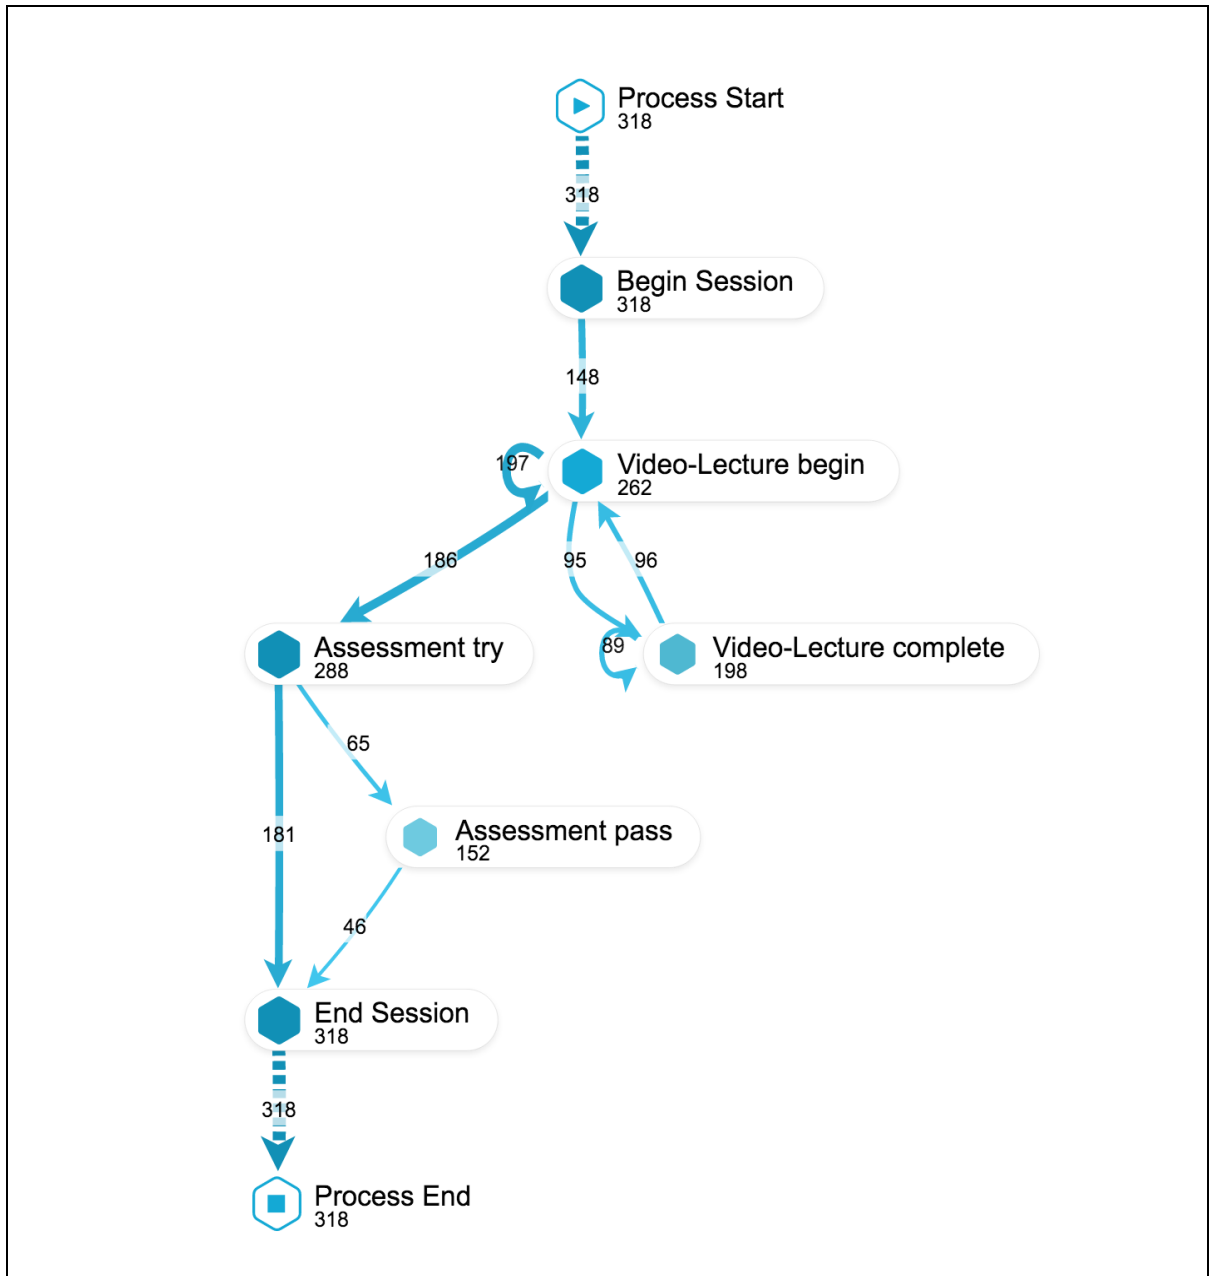 Process Start
318
318
Begin Session
318
148
Video-Lecture begin
262
197
186
95
96
Assessment try
288
89
Video-Lecture complete
198
65
181
Assessment pass
152
46
End Session
318
318
Process End
318